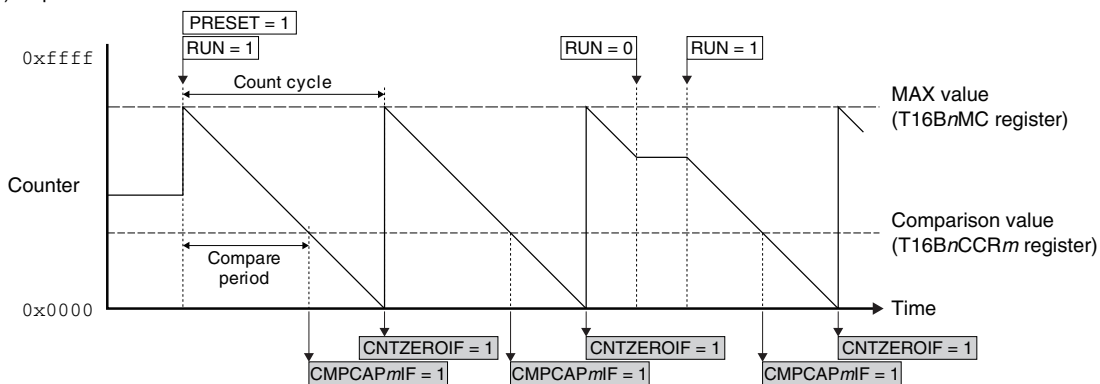 PRESET = 1
RUN = 1
RUN = 0
RUN = 1
0xffff
Count cycle
MAX value
(T16BnMC register)
Counter
Comparison value
(T16BnCCRm register)
Compare
period
0x0000
Time
CNTZEROIF = 1
CNTZEROIF = 1
CNTZEROIF = 1
CMPCAPmIF = 1
CMPCAPmIF = 1
CMPCAPmIF = 1